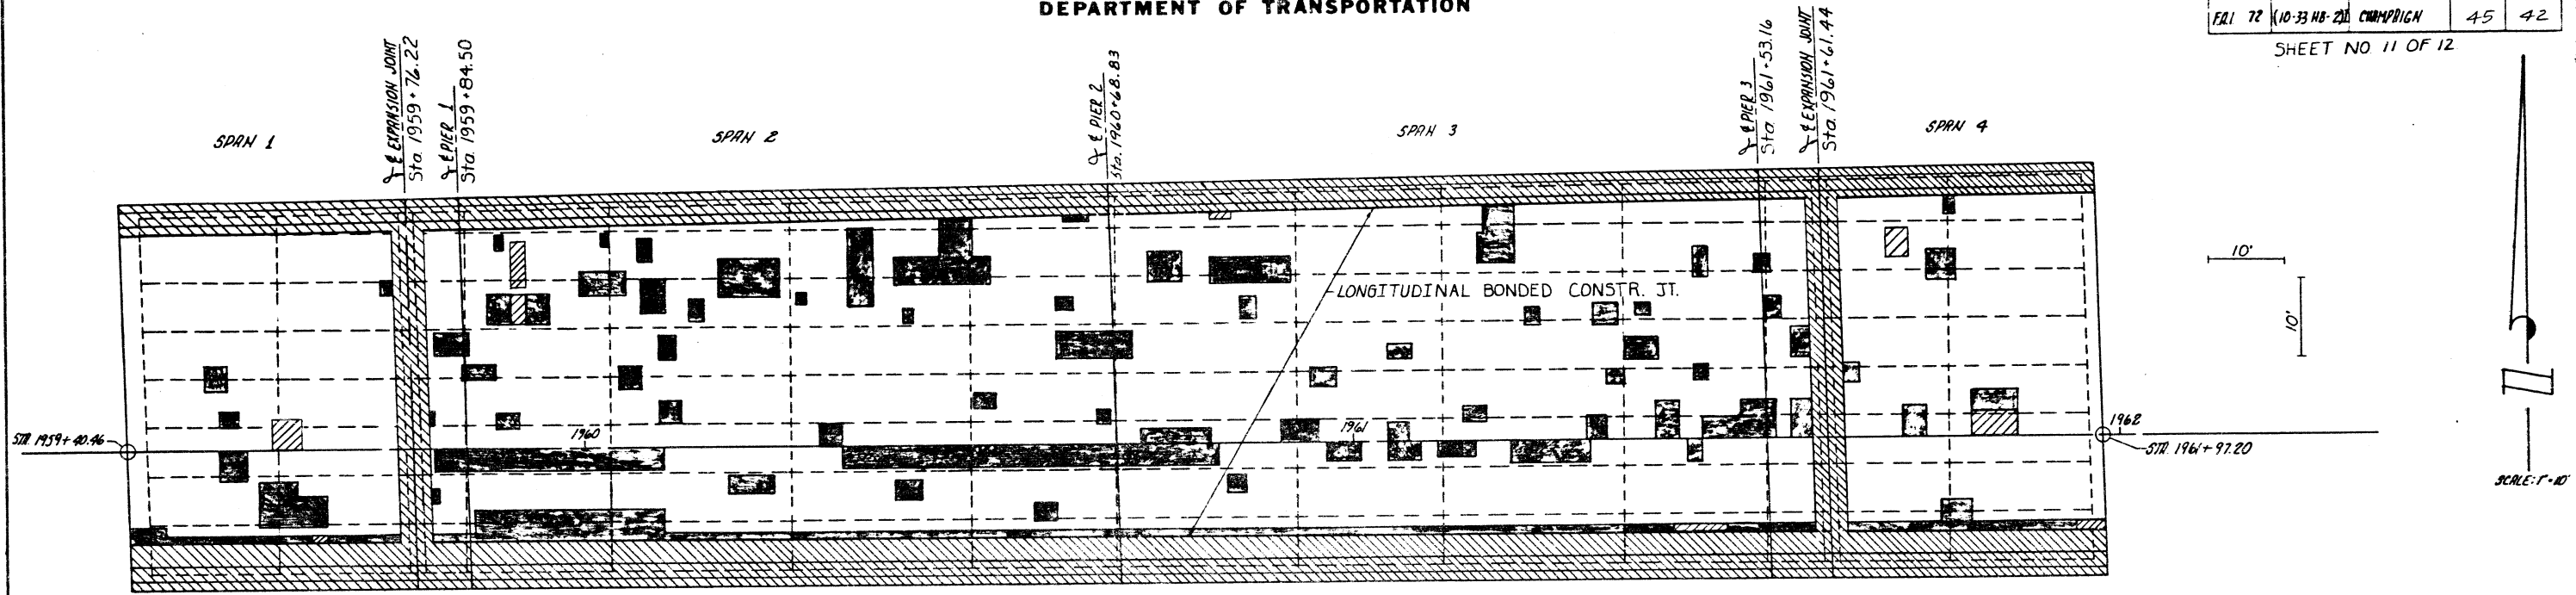 DEPARTMENT OF TRANSPORTATION
F.A.I 72 (10-33 HB-2)I CHAMPAIGN 45 42
SHEET NO. 11 OF 12
℄ EXPANSION JOINT
Sta. 1959+76.22
℄ PIER 1
Sta. 1959+84.50
℄ PIER 2
Sta. 1960+68.83
℄ PIER 3
Sta. 1961+53.16
℄ EXPANSION JOINT
Sta. 1961+61.44
SPAN 1
SPAN 2
SPAN 3
SPAN 4
10'
10'
LONGITUDINAL BONDED CONSTR. JT.
STA. 1959+40.46
1960
1961
1962
STA. 1961+97.20
SCALE: 1"=10'